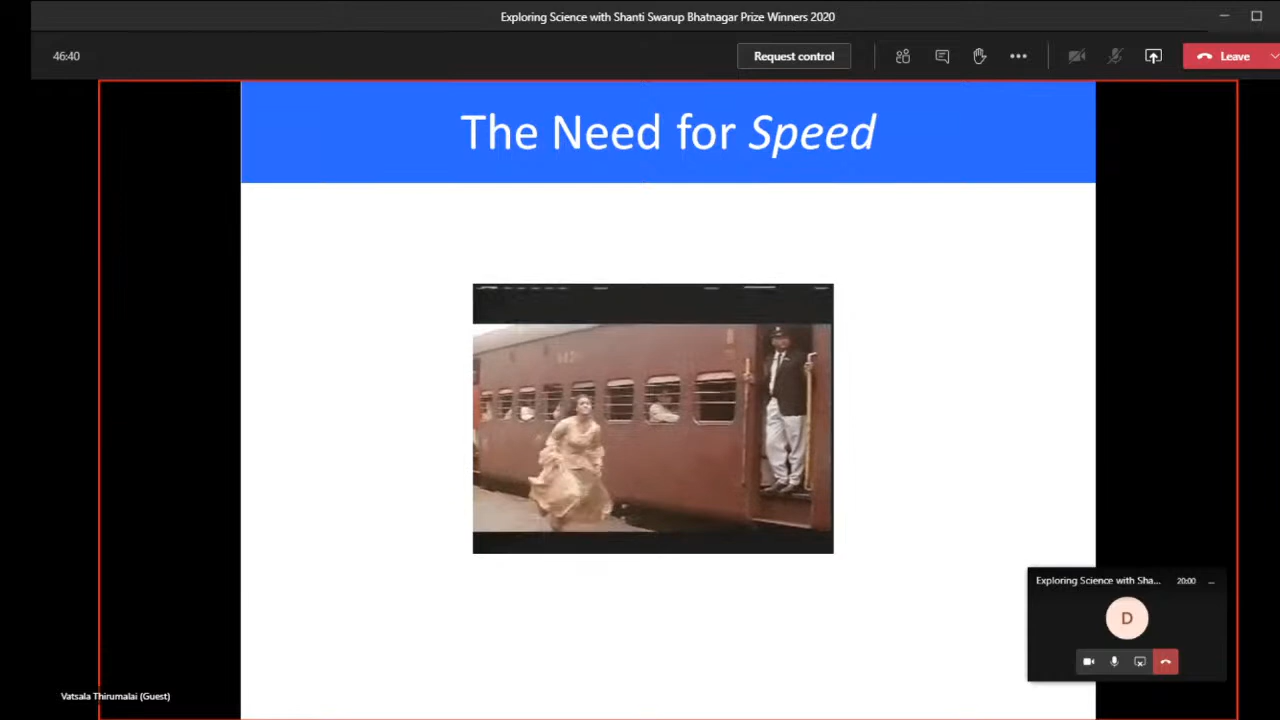 Exploring Science with Shanti Swarup Bhatnagar Prize Winners 2020
46:40
Request control
Leave
The Need for Speed
Exploring Science with Sha...
20:00
D
Vatsala Thirumalai (Guest)